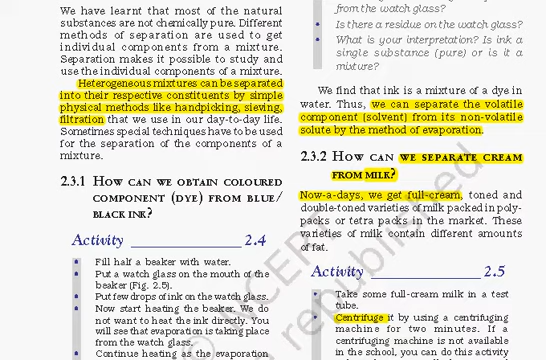 We have learnt that most of the natural
substances are not chemically pure. Different
methods of separation are used to get
individual components from a mixture.
Separation makes it possible to study and
use the individual components of a mixture.
Heterogeneous mixtures can be separated
into their respective constituents by simple
physical methods like handpicking, sieving,
filtration that we use in our day-to-day life.
Sometimes special techniques have to be used
for the separation of the components of a
mixture.
2.3.1 HOW CAN WE OBTAIN COLOURED
COMPONENT (DYE) FROM BLUE/
BLACK INK?
Activity 2.4
• Fill half a beaker with water.
• Put a watch glass on the mouth of the
beaker (Fig. 2.5).
• Put few drops of ink on the watch glass.
• Now start heating the beaker. We do
not want to heat the ink directly. You
will see that evaporation is taking place
from the watch glass.
• Continue heating as the evaporation
from the watch glass?
• Is there a residue on the watch glass?
• What is your interpretation? Is ink a
single substance (pure) or is it a
mixture?
We find that ink is a mixture of a dye in
water. Thus, we can separate the volatile
component (solvent) from its non-volatile
solute by the method of evaporation.
2.3.2 HOW CAN WE SEPARATE CREAM
FROM MILK?
Now-a-days, we get full-cream, toned and
double-toned varieties of milk packed in poly-
packs or tetra packs in the market. These
varieties of milk contain different amounts
of fat.
Activity 2.5
• Take some full-cream milk in a test
tube.
• Centrifuge it by using a centrifuging
machine for two minutes. If a
centrifuging machine is not available
in the school, you can do this activity
© NCERT
republished